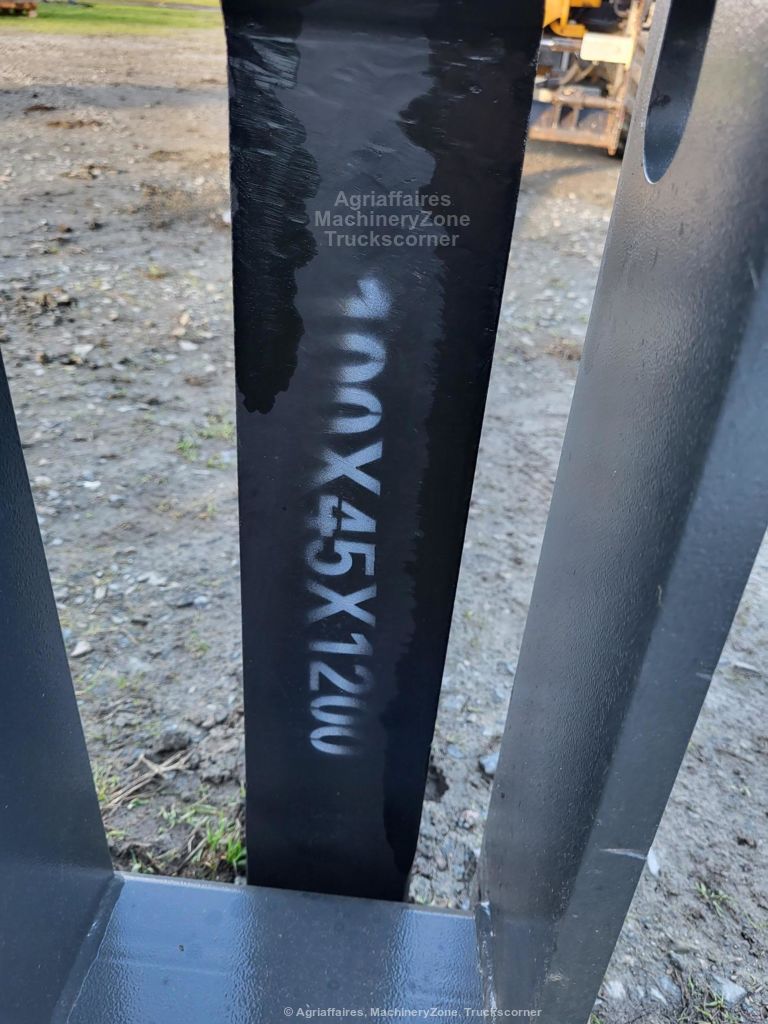 Agriaffaires
MachineryZone
Truckscorner
100X45X1200
© Agriaffaires, MachineryZone, Truckscorner